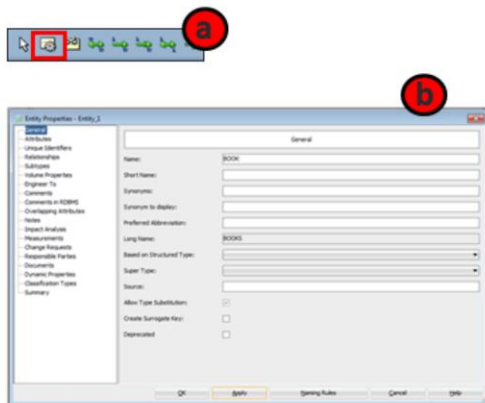 a
b
Entity Properties - Entity_1
General
Attributes
Unique Identifiers
Relationships
Subtypes
Volume Properties
Engineer To
Comments
Comments in RDBMS
Overlapping Attributes
Notes
Impact Analysis
Measurements
Change Requests
Responsible Parties
Documents
Dynamic Properties
Classification Types
Summary
General
Name: BOOK
Short Name:
Synonyms:
Synonym to display:
Preferred Abbreviation:
Long Name: BOOKS
Based on Structured Type:
Super Type:
Source:
Allow Type Substitution:
Create Surrogate Key:
Deprecated
OK Apply Naming Rules Cancel Help